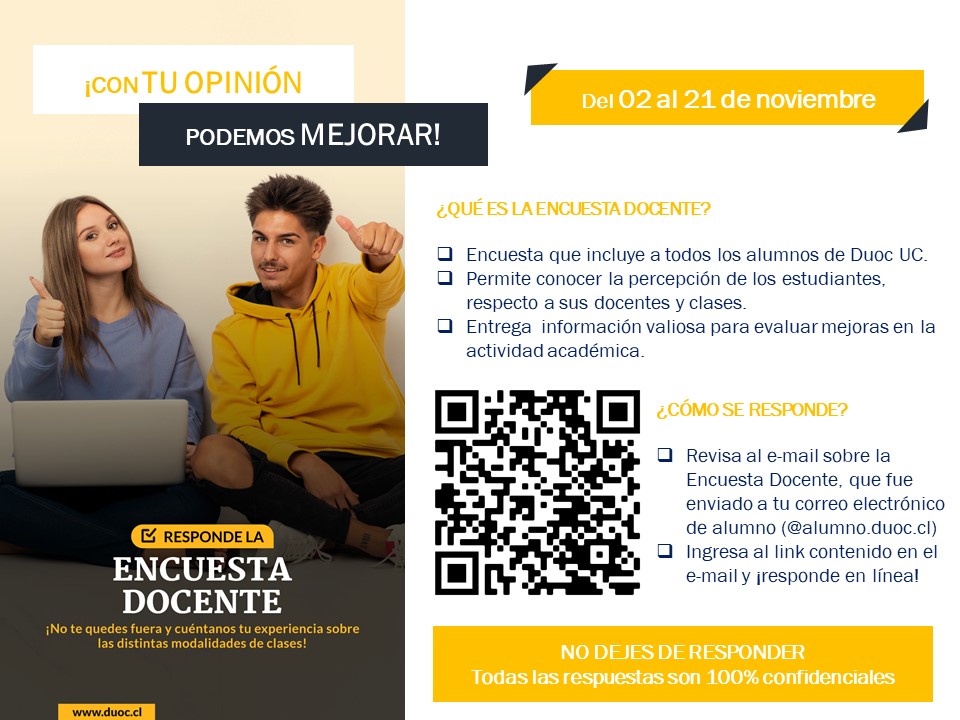 ¡CON TU OPINIÓN
PODEMOS MEJORAR!
Del 02 al 21 de noviembre
¿QUÉ ES LA ENCUESTA DOCENTE?
Encuesta que incluye a todos los alumnos de Duoc UC.
Permite conocer la percepción de los estudiantes,
respecto a sus docentes y clases.
Entrega información valiosa para evaluar mejoras en la
actividad académica.
¿CÓMO SE RESPONDE?
Revisa al e-mail sobre la
Encuesta Docente, que fue
enviado a tu correo electrónico
de alumno (@alumno.duoc.cl)
Ingresa al link contenido en el
e-mail y ¡responde en línea!
RESPONDE LA
ENCUESTA
DOCENTE
¡No te quedes fuera y cuéntanos tu experiencia sobre
las distintas modalidades de clases!
www.duoc.cl
NO DEJES DE RESPONDER
Todas las respuestas son 100% confidenciales